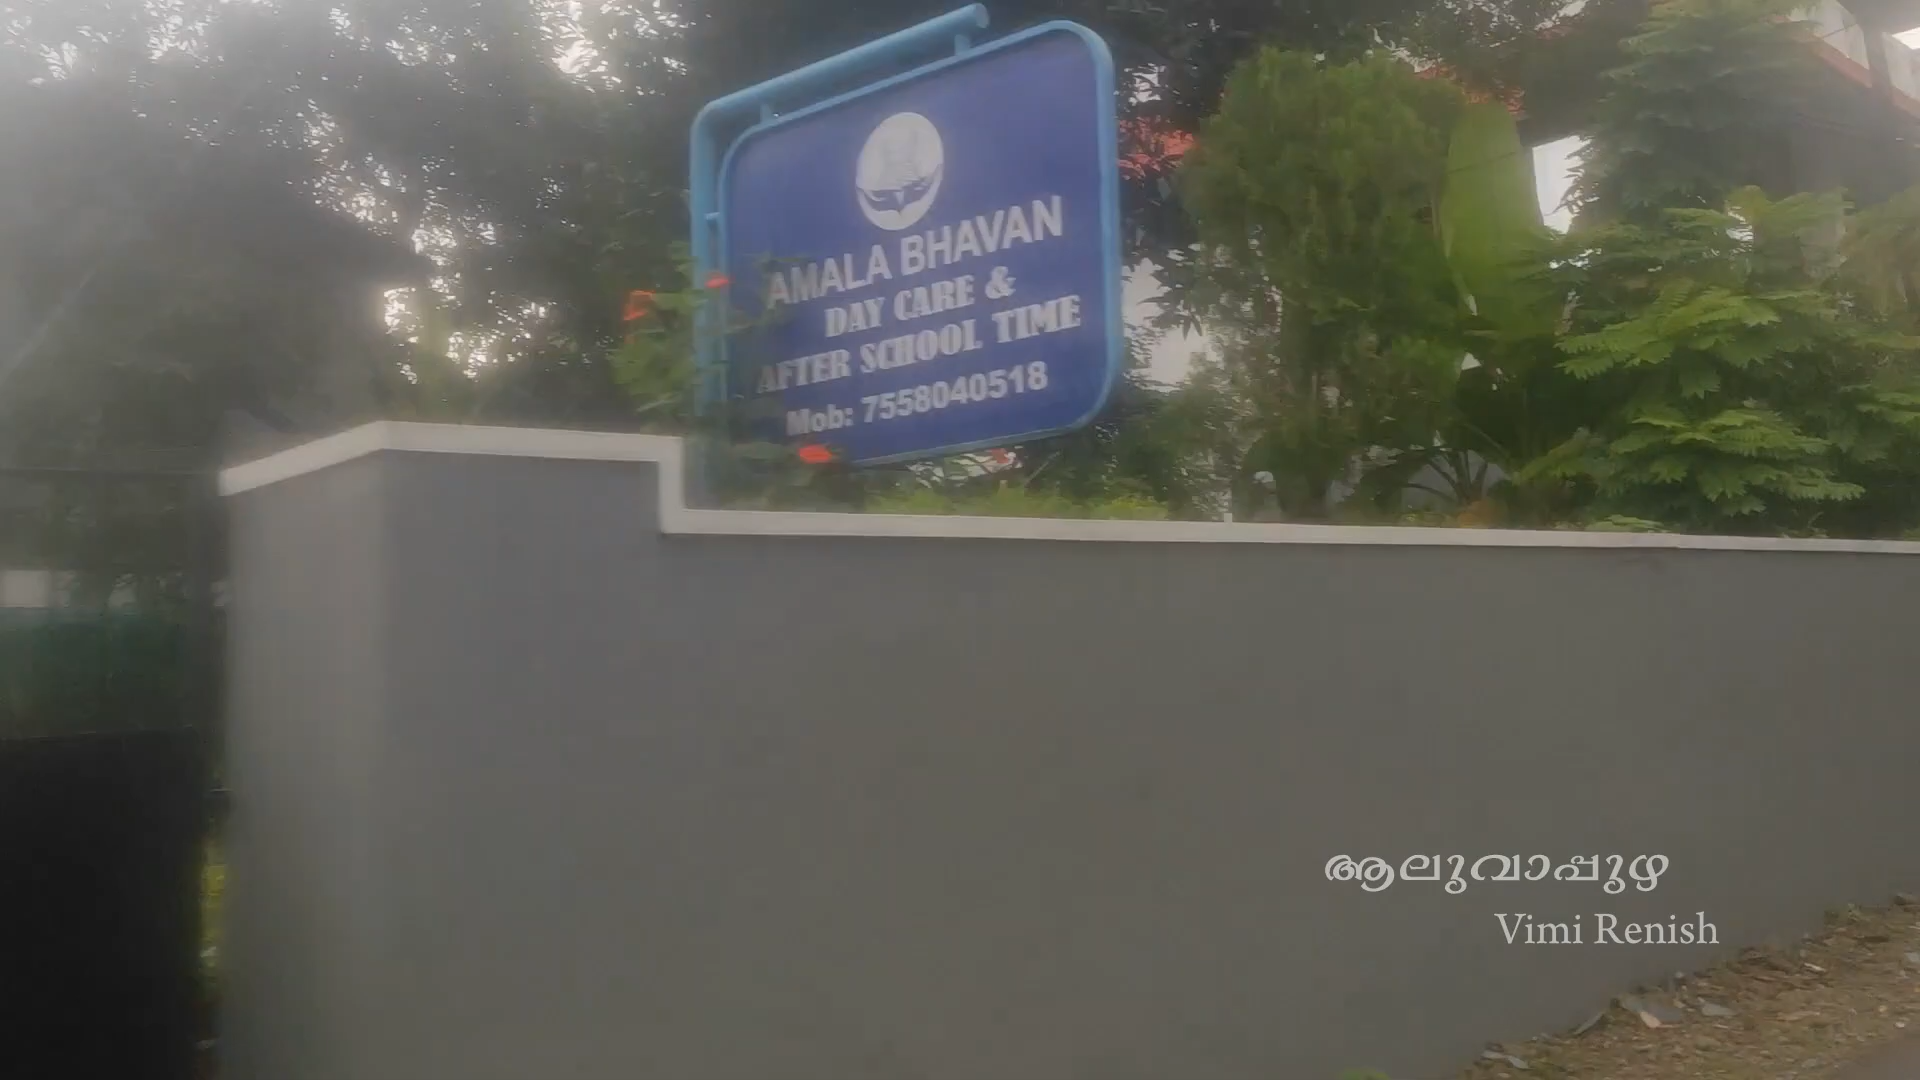 AMALA BHAVAN
DAY CARE &
AFTER SCHOOL TIME
Mob: 7558040518
ആലുവാപ്പുഴ
Vimi Renish